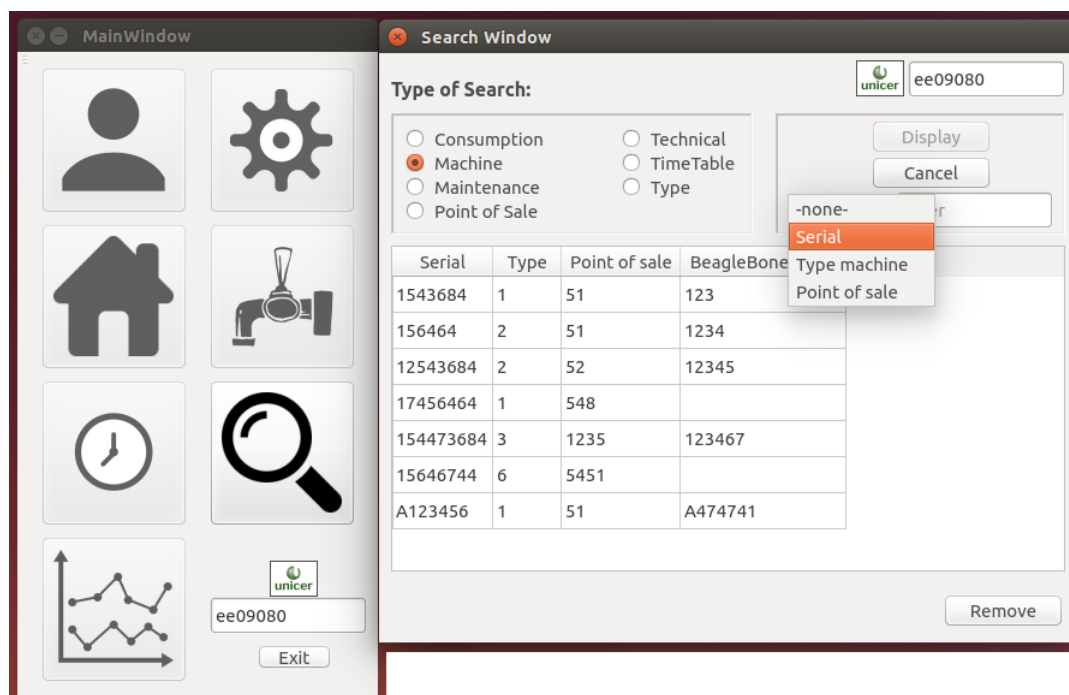 MainWindow
unicer
ee09080
Exit
Search Window
Type of Search:
unicer
ee09080
Consumption
Technical
Machine
TimeTable
Maintenance
Type
Point of Sale
Display
Cancel
-none-
Serial
Type machine
Point of sale
Serial Type Point of sale BeagleBone
1543684 1 51 123
156464 2 51 1234
12543684 2 52 12345
17456464 1 548
154473684 3 1235 123467
15646744 6 5451
A123456 1 51 A474741
Remove